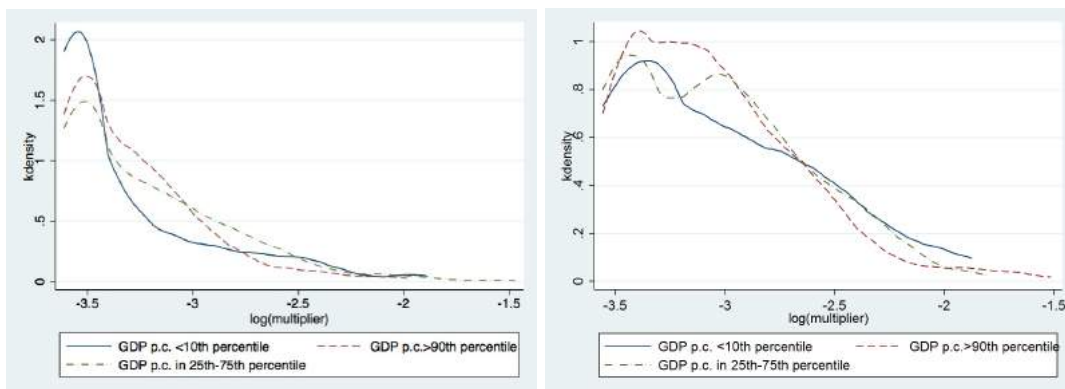 kdensity
2
1.5
1
.5
0
-3.5 -3 -2.5 -2 -1.5
log(multiplier)
GDP p.c. <10th percentile GDP p.c.>90th percentile
GDP p.c. in 25th-75th percentile
kdensity
1
.8
.6
.4
.2
0
-3.5 -3 -2.5 -2 -1.5
log(multiplier)
GDP p.c. <10th percentile GDP p.c.>90th percentile
GDP p.c. in 25th-75th percentile